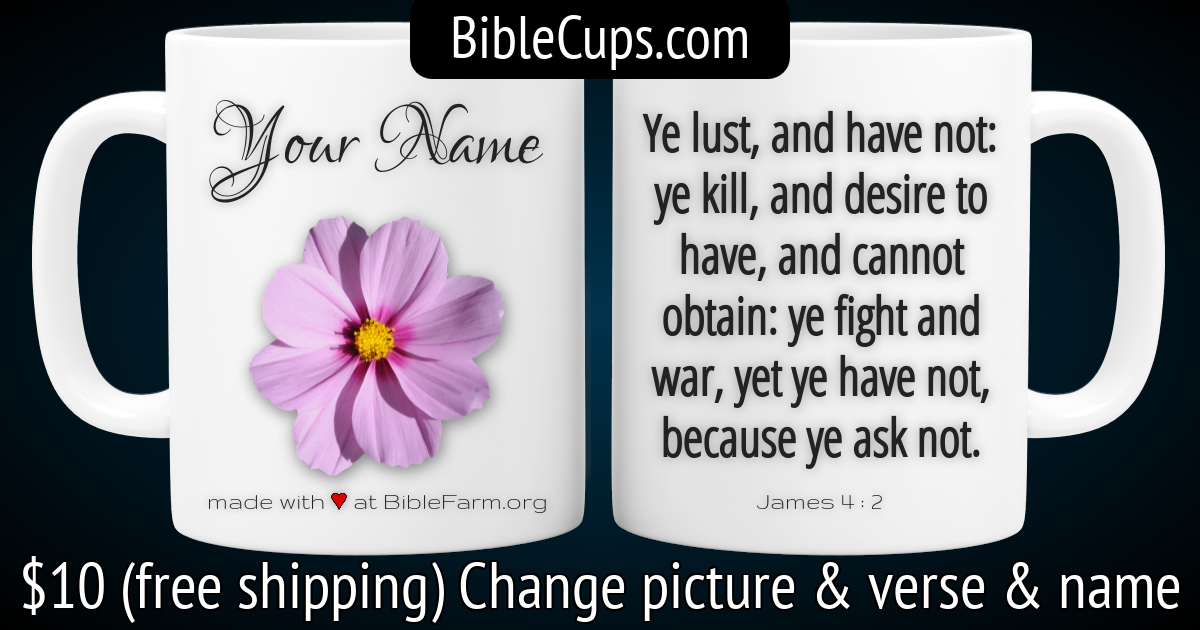 BibleCups.com
Your Name
made with ♥ at BibleFarm.org
Ye lust, and have not:
ye kill, and desire to
have, and cannot
obtain: ye fight and
war, yet ye have not,
because ye ask not.
James 4 : 2
$10 (free shipping) Change picture & verse & name